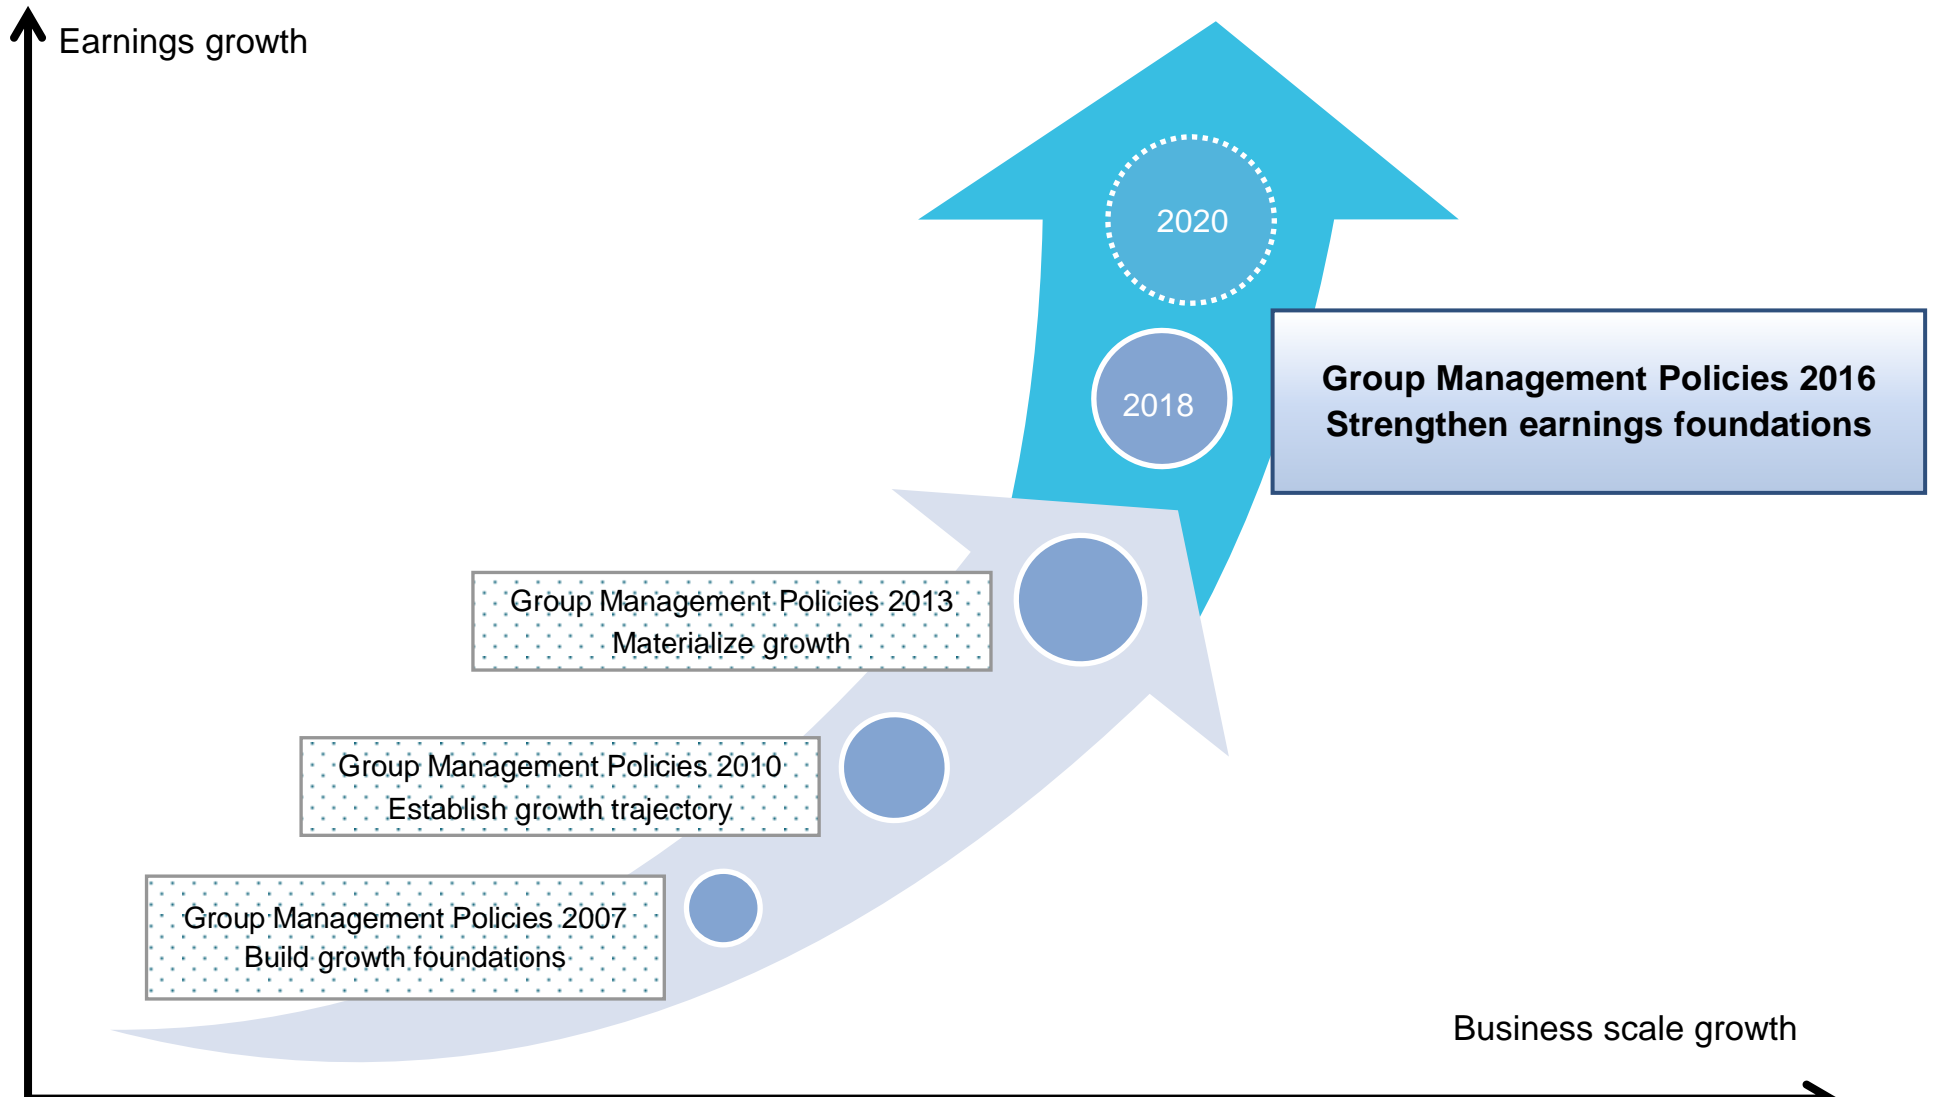 Earnings growth
2020
2018
Group Management Policies 2016
Strengthen earnings foundations
Group Management Policies 2013
Materialize growth
Group Management Policies 2010
Establish growth trajectory
Group Management Policies 2007
Build growth foundations
Business scale growth